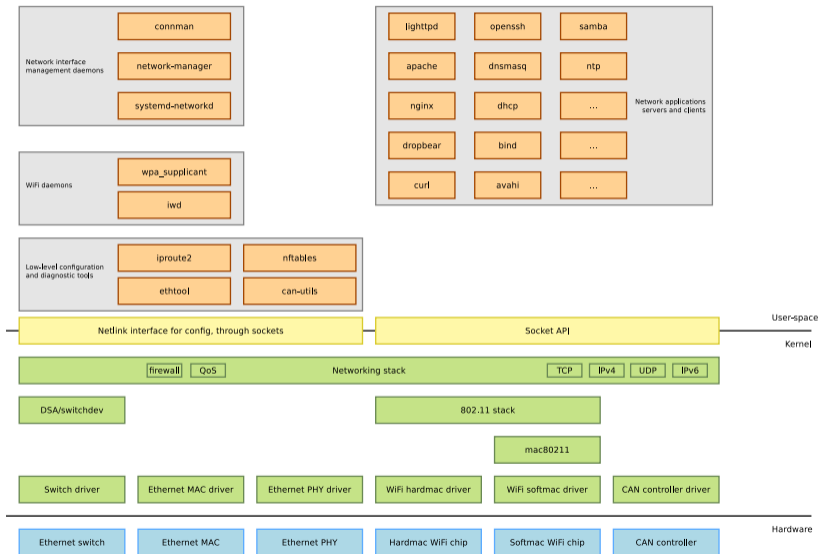 Network interface
management daemons
connman
network-manager
systemd-networkd
lighttpd
openssh
samba
apache
dnsmasq
ntp
nginx
dhcp
...
dropbear
bind
...
curl
avahi
...
Network applications
servers and clients
WiFi daemons
wpa_supplicant
iwd
Low-level configuration
and diagnostic tools
iproute2
nftables
ethtool
can-utils
Netlink interface for config, through sockets
Socket API
User-space
Kernel
firewall
QoS
Networking stack
TCP
IPv4
UDP
IPv6
DSA/switchdev
802.11 stack
mac80211
Switch driver
Ethernet MAC driver
Ethernet PHY driver
WiFi hardmac driver
WiFi softmac driver
CAN controller driver
Hardware
Ethernet switch
Ethernet MAC
Ethernet PHY
Hardmac WiFi chip
Softmac WiFi chip
CAN controller